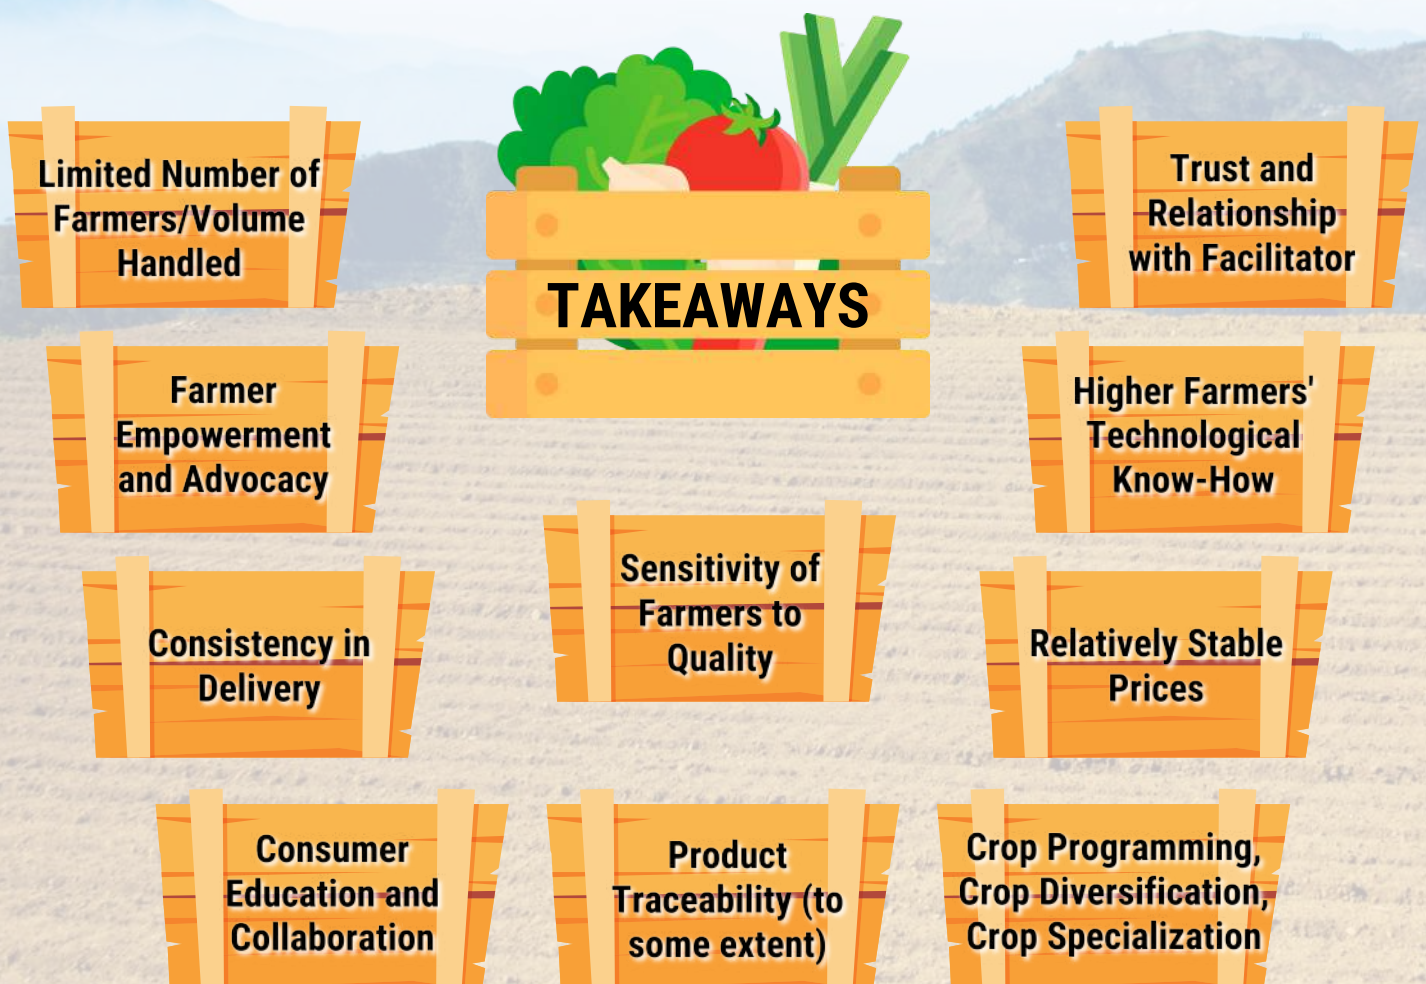 TAKEAWAYS
Limited Number of
Farmers/Volume
Handled
Farmer
Empowerment
and Advocacy
Consistency in
Delivery
Consumer
Education and
Collaboration
Sensitivity of
Farmers to
Quality
Product
Traceability (to
some extent)
Trust and
Relationship
with Facilitator
Higher Farmers'
Technological
Know-How
Relatively Stable
Prices
Crop Programming,
Crop Diversification,
Crop Specialization